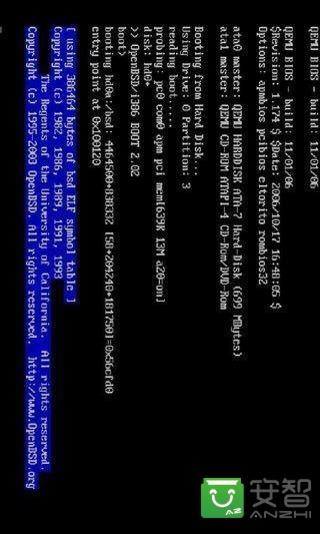 QEMU BIOS - build: 11/01/06
$Revision: 1.174 $ $Date: 2006/10/17 16:48:05 $
Options: apmbios pcibios eltorito rombios32

ata0 master: QEMU HARDDISK ATA-7 Hard-Disk (699 MBytes)
ata1 master: QEMU CD-ROM ATAPI-4 CD-Rom/DVD-Rom

Booting from Hard Disk...
Using Drive: 0 Partition: 3
reading boot.....
probing: pc0 com0 apm pci mem[639K 13M a20=on]
disk: hd0+
>> OpenBSD/i386 BOOT 2.02
boot>
booting hd0a:/bsd: 4464500+838332 [58+204240+181750]=0x56cfd0
entry point at 0x100120

[ using 386464 bytes of bsd ELF symbol table ]
Copyright (c) 1982, 1986, 1989, 1991, 1993
The Regents of the University of California. All rights reserved.
Copyright (c) 1995-2003 OpenBSD. All rights reserved. http://www.OpenBSD.org
AZ
安智
ANZHI